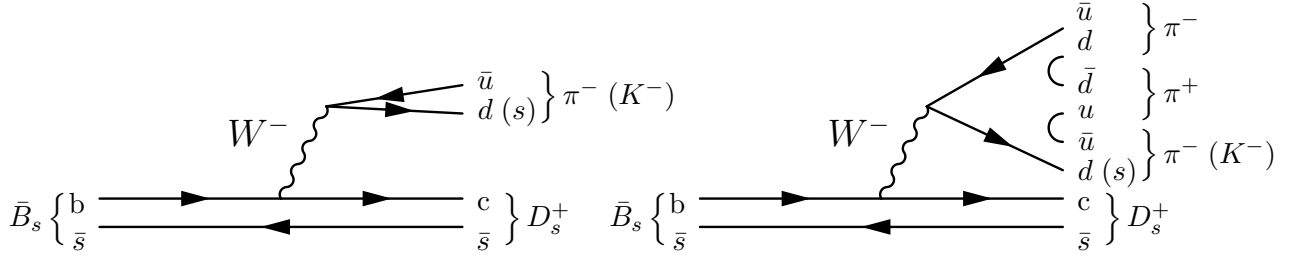 ū
d (s)
} π⁻ (K⁻)
W⁻
B̄ₛ { b
s̄
c
s̄
} Dₛ⁺
ū
d
} π⁻
d̄
u
} π⁺
ū
d (s)
} π⁻ (K⁻)
W⁻
B̄ₛ { b
s̄
c
s̄
} Dₛ⁺